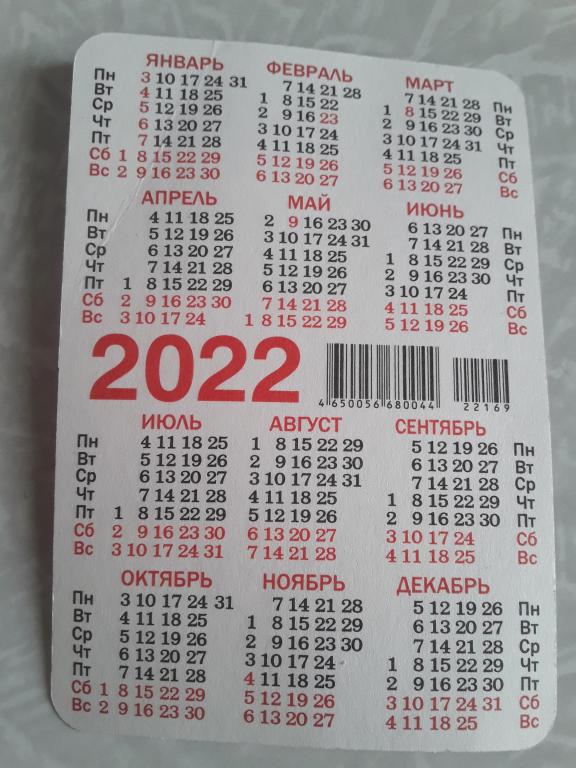 ЯНВАРЬ ФЕВРАЛЬ МАРТ
Пн 3 10 17 24 31 7 14 21 28 7 14 21 28 Пн
Вт 4 11 18 25 1 8 15 22 1 8 15 22 29 Вт
Ср 5 12 19 26 2 9 16 23 2 9 16 23 30 Ср
Чт 6 13 20 27 3 10 17 24 3 10 17 24 31 Чт
Пт 7 14 21 28 4 11 18 25 4 11 18 25 Пт
Сб 1 8 15 22 29 5 12 19 26 5 12 19 26 Сб
Вс 2 9 16 23 30 6 13 20 27 6 13 20 27 Вс
АПРЕЛЬ МАЙ ИЮНЬ
Пн 4 11 18 25 2 9 16 23 30 6 13 20 27 Пн
Вт 5 12 19 26 3 10 17 24 31 7 14 21 28 Вт
Ср 6 13 20 27 4 11 18 25 1 8 15 22 29 Ср
Чт 7 14 21 28 5 12 19 26 2 9 16 23 30 Чт
Пт 1 8 15 22 29 6 13 20 27 3 10 17 24 Пт
Сб 2 9 16 23 30 7 14 21 28 4 11 18 25 Сб
Вс 3 10 17 24 1 8 15 22 29 5 12 19 26 Вс
2022
4 650056 680044 22169
ИЮЛЬ АВГУСТ СЕНТЯБРЬ
Пн 4 11 18 25 1 8 15 22 29 5 12 19 26 Пн
Вт 5 12 19 26 2 9 16 23 30 6 13 20 27 Вт
Ср 6 13 20 27 3 10 17 24 31 7 14 21 28 Ср
Чт 7 14 21 28 4 11 18 25 1 8 15 22 29 Чт
Пт 1 8 15 22 29 5 12 19 26 2 9 16 23 30 Пт
Сб 2 9 16 23 30 6 13 20 27 3 10 17 24 Сб
Вс 3 10 17 24 31 7 14 21 28 4 11 18 25 Вс
ОКТЯБРЬ НОЯБРЬ ДЕКАБРЬ
Пн 3 10 17 24 31 7 14 21 28 5 12 19 26 Пн
Вт 4 11 18 25 1 8 15 22 29 6 13 20 27 Вт
Ср 5 12 19 26 2 9 16 23 30 7 14 21 28 Ср
Чт 6 13 20 27 3 10 17 24 1 8 15 22 29 Чт
Пт 7 14 21 28 4 11 18 25 2 9 16 23 30 Пт
Сб 1 8 15 22 29 5 12 19 26 3 10 17 24 31 Сб
Вс 2 9 16 23 30 6 13 20 27 4 11 18 25 Вс